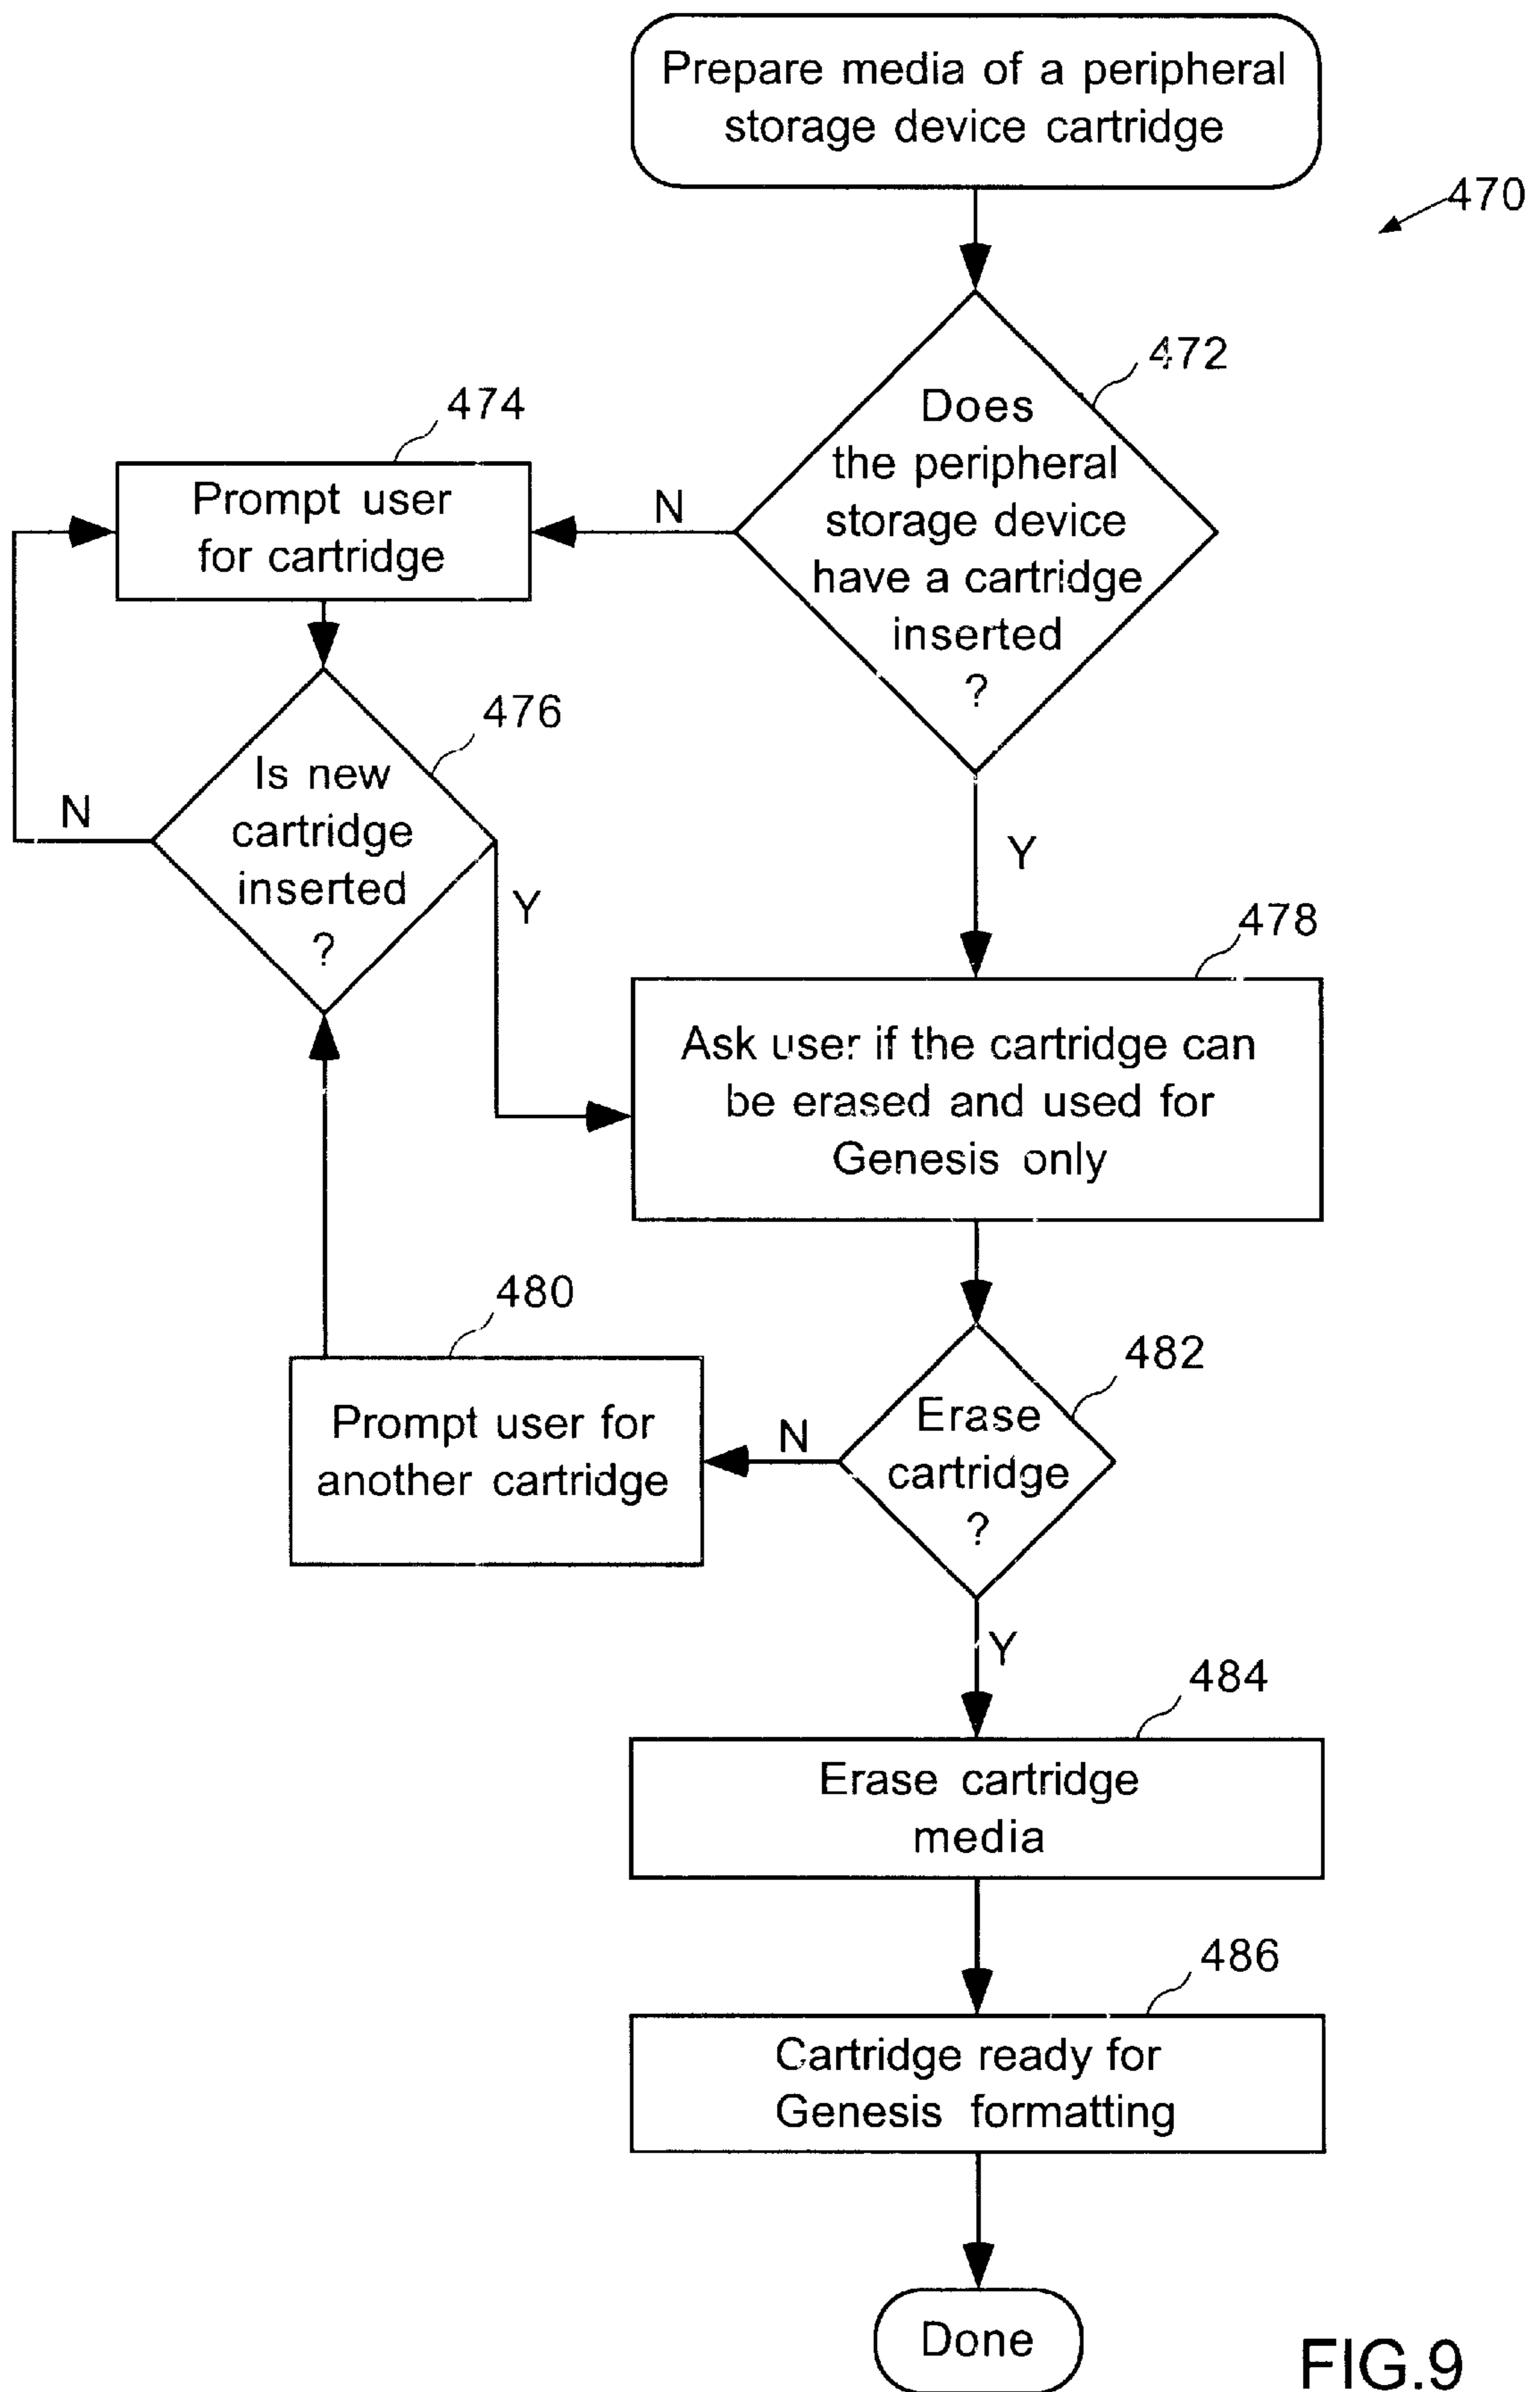 Prepare media of a peripheral
storage device cartridge
470
472
Does
the peripheral
storage device
have a cartridge
inserted
?
N
474
Prompt user
for cartridge
476
Is new
cartridge
inserted
?
N
Y
Y
478
Ask user if the cartridge can
be erased and used for
Genesis only
480
Prompt user for
another cartridge
482
Erase
cartridge
?
N
Y
484
Erase cartridge
media
486
Cartridge ready for
Genesis formatting
Done
FIG.9